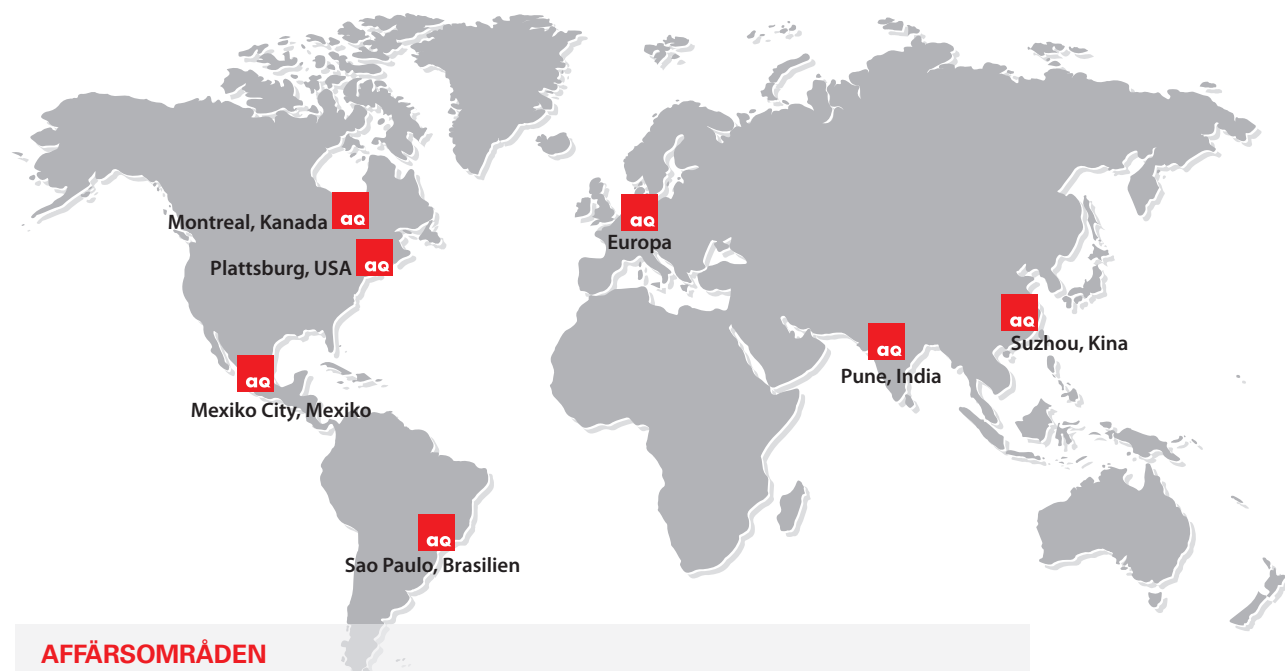 aQ
Montreal, Kanada
aQ
Plattsburg, USA
aQ
Europa
aQ
Suzhou, Kina
aQ
Pune, India
aQ
Mexiko City, Mexiko
aQ
Sao Paulo, Brasilien
AFFÄRSOMRÅDEN